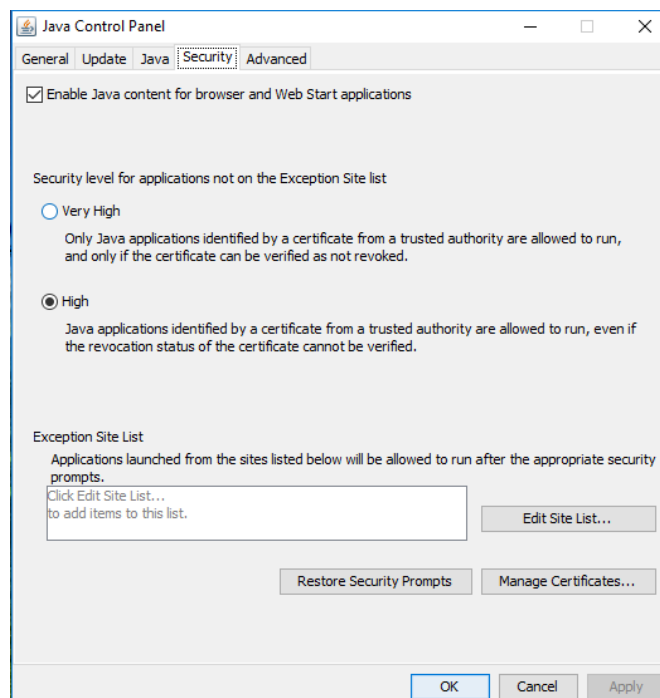 Java Control Panel
General Update Java Security Advanced
Enable Java content for browser and Web Start applications
Security level for applications not on the Exception Site list
Very High
Only Java applications identified by a certificate from a trusted authority are allowed to run,
and only if the certificate can be verified as not revoked.
High
Java applications identified by a certificate from a trusted authority are allowed to run, even if
the revocation status of the certificate cannot be verified.
Exception Site List
Applications launched from the sites listed below will be allowed to run after the appropriate security
prompts.
Click Edit Site List...
to add items to this list.
Edit Site List...
Restore Security Prompts Manage Certificates...
OK Cancel Apply